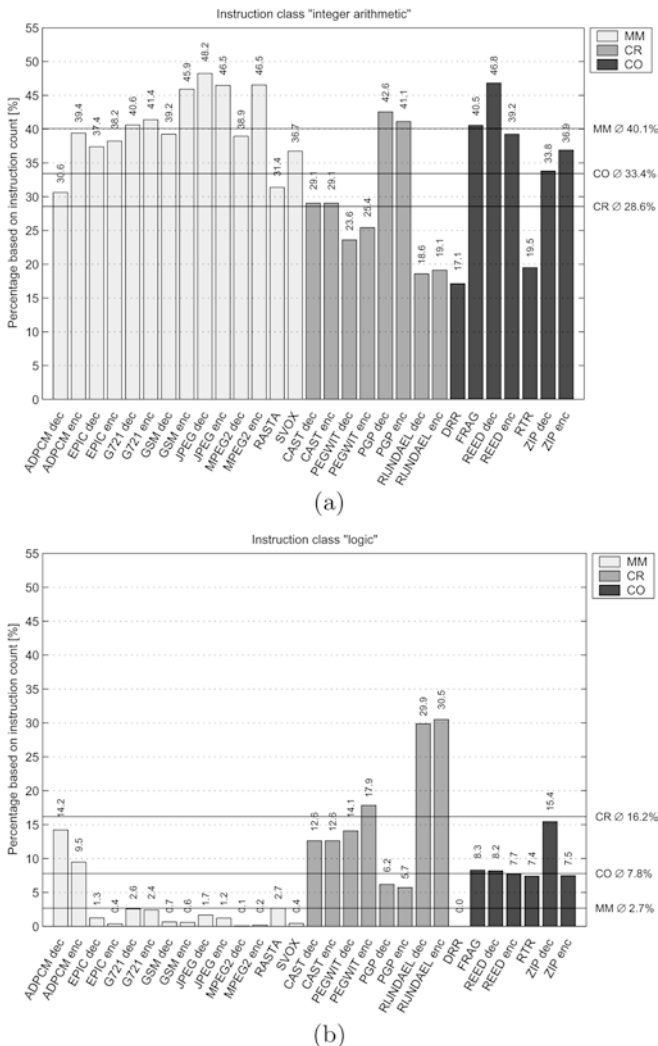 Instruction class "integer arithmetic"
Percentage based on instruction count [%]
55
50
45
40
35
30
25
20
15
10
5
0
30.6
39.4
37.4
38.2
40.6
41.4
39.2
45.9
48.2
46.5
38.9
46.5
31.4
36.7
29.1
29.1
23.6
25.4
42.6
41.1
18.6
19.1
17.1
40.5
46.8
39.2
19.5
33.8
36.9
MM
CR
CO
MM Ø 40.1%
CO Ø 33.4%
CR Ø 28.6%
ADPCM dec
ADPCM enc
EPIC dec
EPIC enc
G721 dec
G721 enc
GSM dec
GSM enc
JPEG dec
JPEG enc
MPEG2 dec
MPEG2 enc
RASTA
SVOX
CAST dec
CAST enc
PEGWIT dec
PEGWIT enc
PGP dec
PGP enc
RIJNDAEL dec
RIJNDAEL enc
DRR
FRAG
REED dec
REED enc
RTR
ZIP dec
ZIP enc
(a)
Instruction class "logic"
Percentage based on instruction count [%]
55
50
45
40
35
30
25
20
15
10
5
0
14.2
9.5
1.3
0.4
2.6
2.4
0.7
0.6
1.7
1.2
0.1
0.2
2.7
0.4
12.6
12.6
14.1
17.9
6.2
5.7
29.9
30.5
0.0
8.3
8.2
7.7
7.4
15.4
7.5
MM
CR
CO
CR Ø 16.2%
CO Ø 7.8%
MM Ø 2.7%
ADPCM dec
ADPCM enc
EPIC dec
EPIC enc
G721 dec
G721 enc
GSM dec
GSM enc
JPEG dec
JPEG enc
MPEG2 dec
MPEG2 enc
RASTA
SVOX
CAST dec
CAST enc
PEGWIT dec
PEGWIT enc
PGP dec
PGP enc
RIJNDAEL dec
RIJNDAEL enc
DRR
FRAG
REED dec
REED enc
RTR
ZIP dec
ZIP enc
(b)